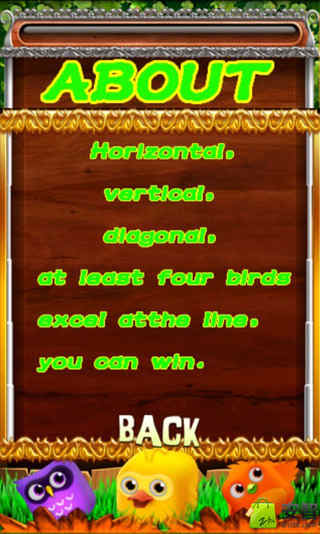 ABOUT
Horizontal.
vertical.
diagonal.
at least four birds
excel atthe line.
you can win.
BACK